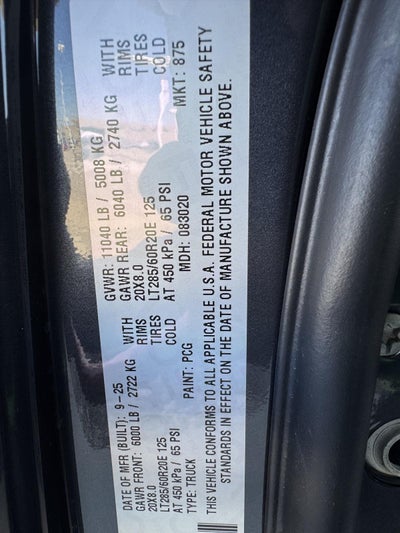 DATE OF MFR (BUILT): 9-25 GVWR: 11040 LB / 5008 KG
GAWR FRONT: 6000 LB / 2722 KG WITH GAWR REAR: 6040 LB / 2740 KG WITH
20X8.0 RIMS 20X8.0 RIMS
LT285/60R20E 125 TIRES LT285/60R20E 125 TIRES
AT 450 kPa / 65 PSI COLD AT 450 kPa / 65 PSI COLD
TYPE: TRUCK PAINT: PCG MDH: 083020 MKT: 875
THIS VEHICLE CONFORMS TO ALL APPLICABLE U.S.A. FEDERAL MOTOR VEHICLE SAFETY
STANDARDS IN EFFECT ON THE DATE OF MANUFACTURE SHOWN ABOVE.